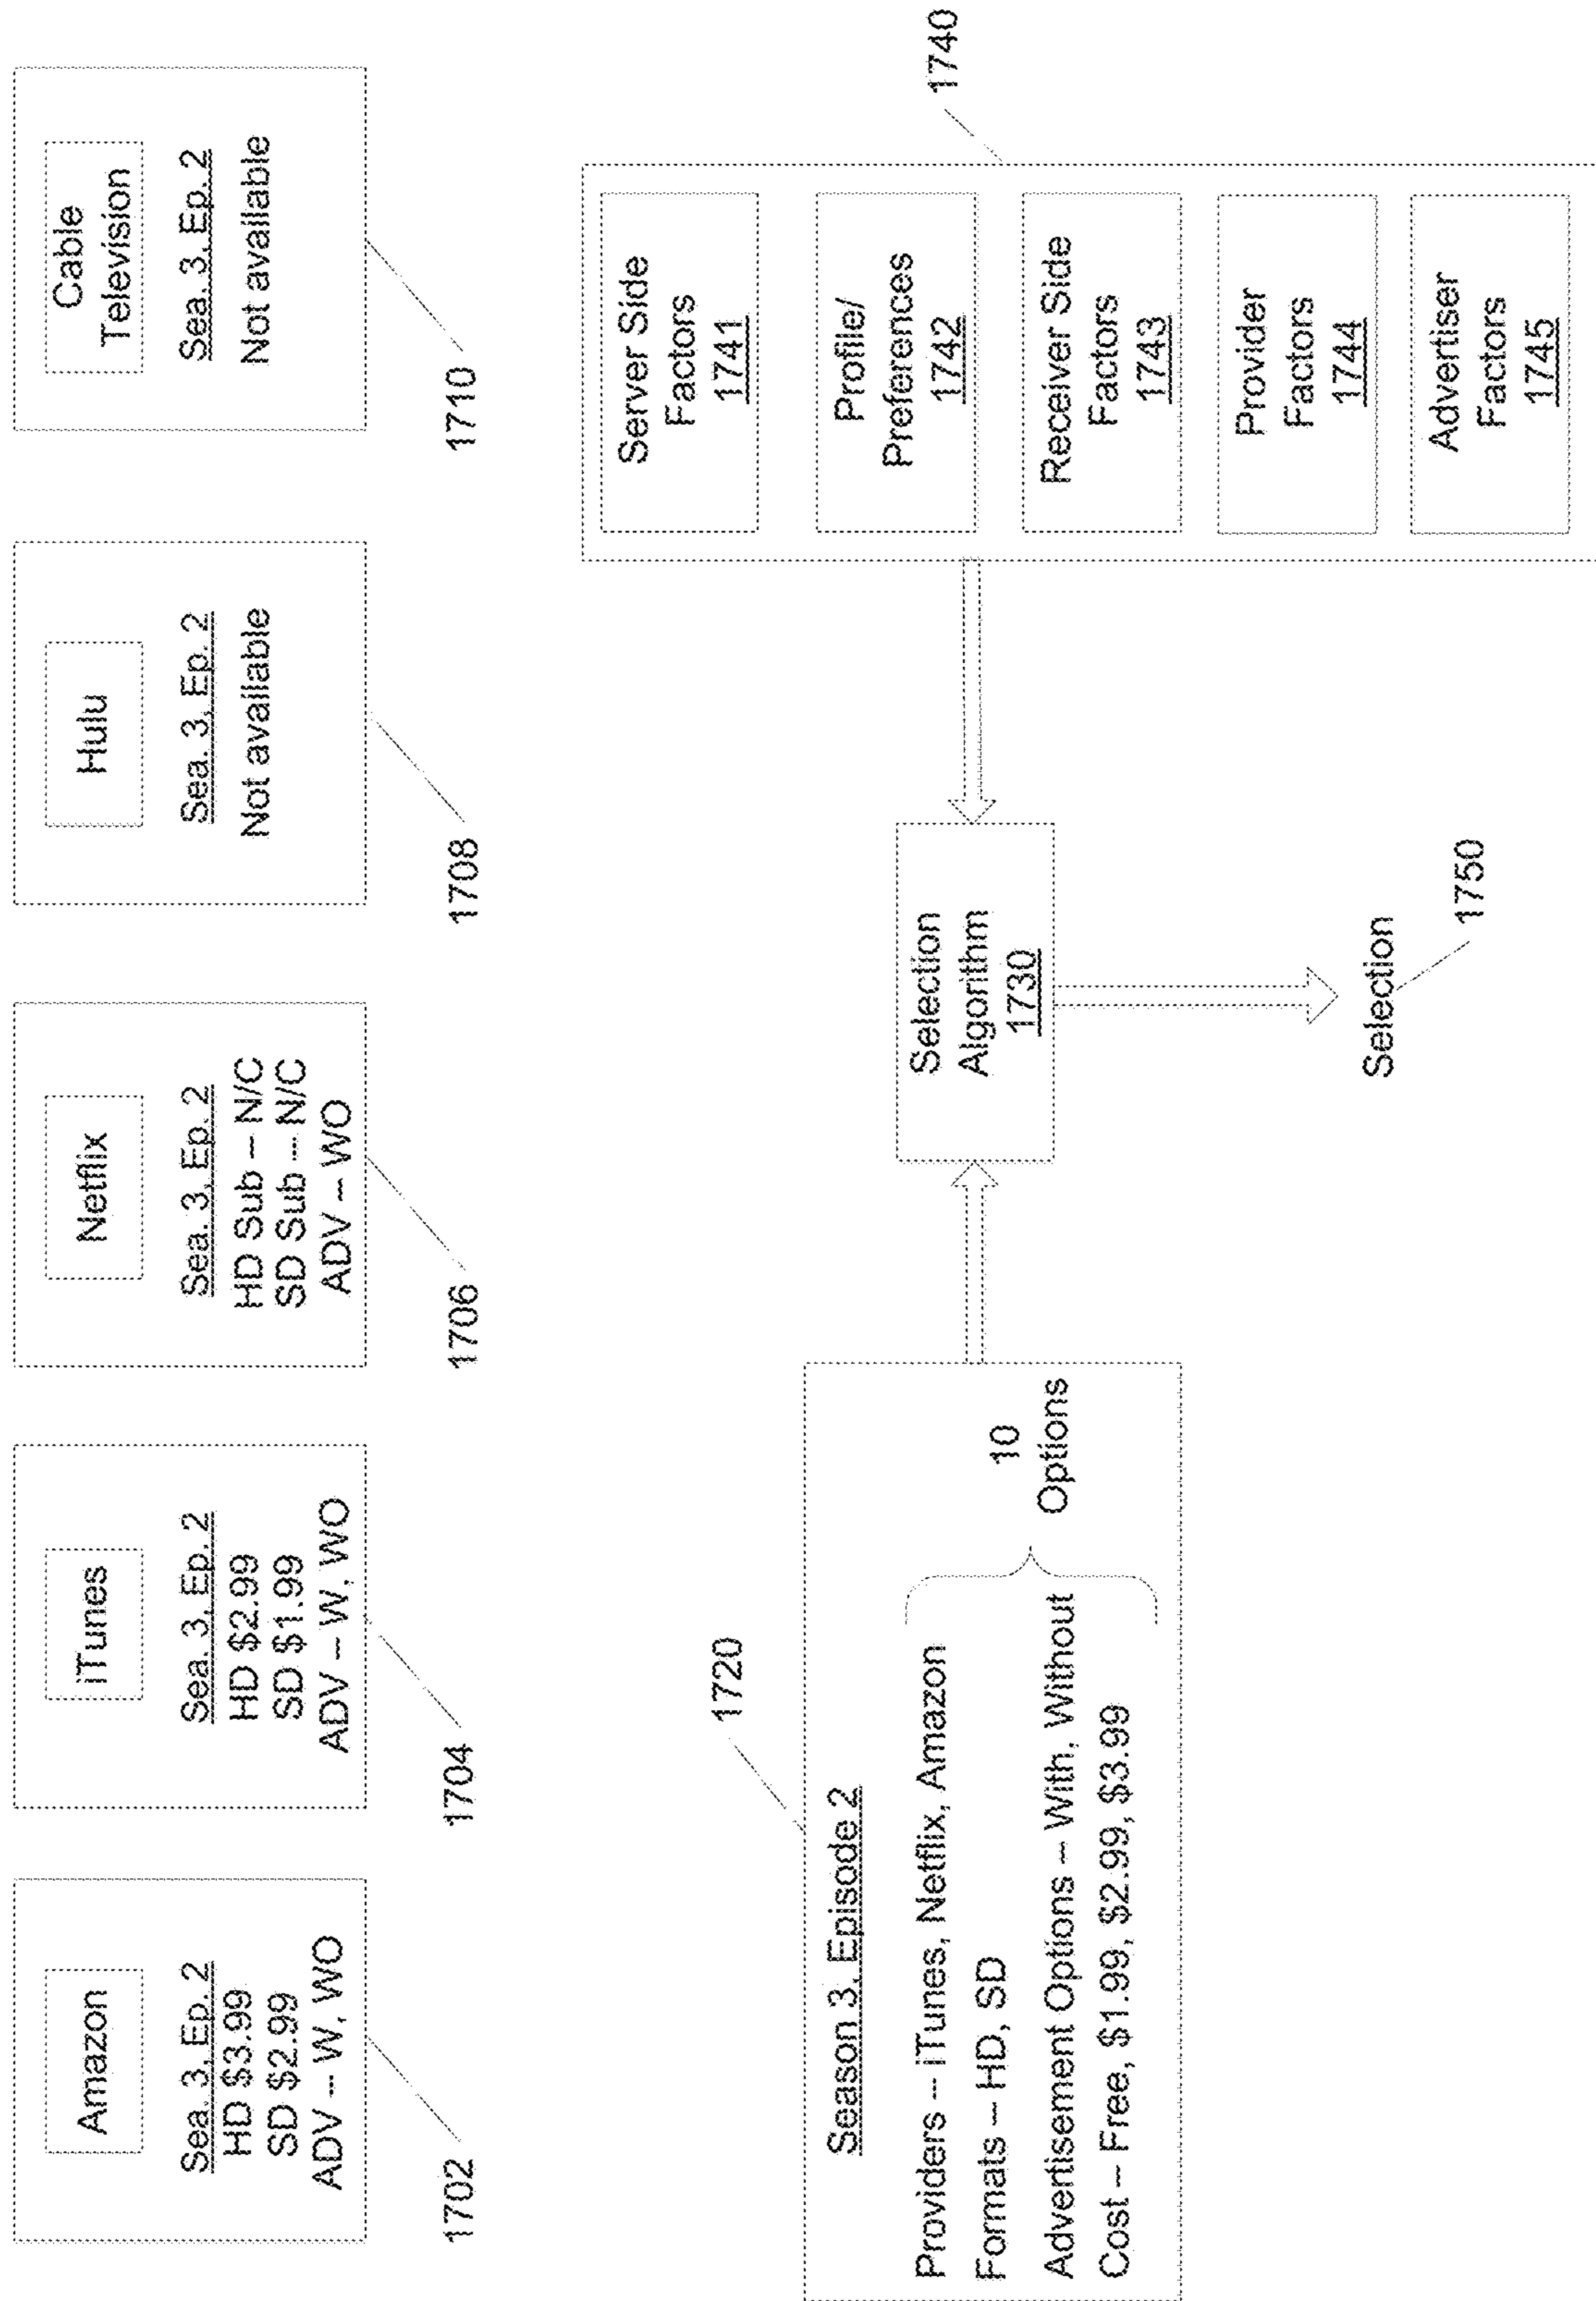 Amazon
Sea. 3, Ep. 2
HD $3.99
SD $2.99
ADV -- W, WO
1702
iTunes
Sea. 3, Ep. 2
HD $2.99
SD $1.99
ADV – W, WO
1704
Netflix
Sea. 3, Ep. 2
HD Sub – N/C
SD Sub – N/C
ADV – WO
1706
Hulu
Sea. 3, Ep. 2
Not available
1708
Cable
Television
Sea. 3, Ep. 2
Not available
1710
1720
Season 3, Episode 2
Providers – iTunes, Netflix, Amazon
Formats – HD, SD
Advertisement Options – With, Without
Cost – Free, $1.99, $2.99, $3.99
10
Options
Selection
Algorithm
1730
Selection
1750
1740
Server Side
Factors
1741
Profile/
Preferences
1742
Receiver Side
Factors
1743
Provider
Factors
1744
Advertiser
Factors
1745